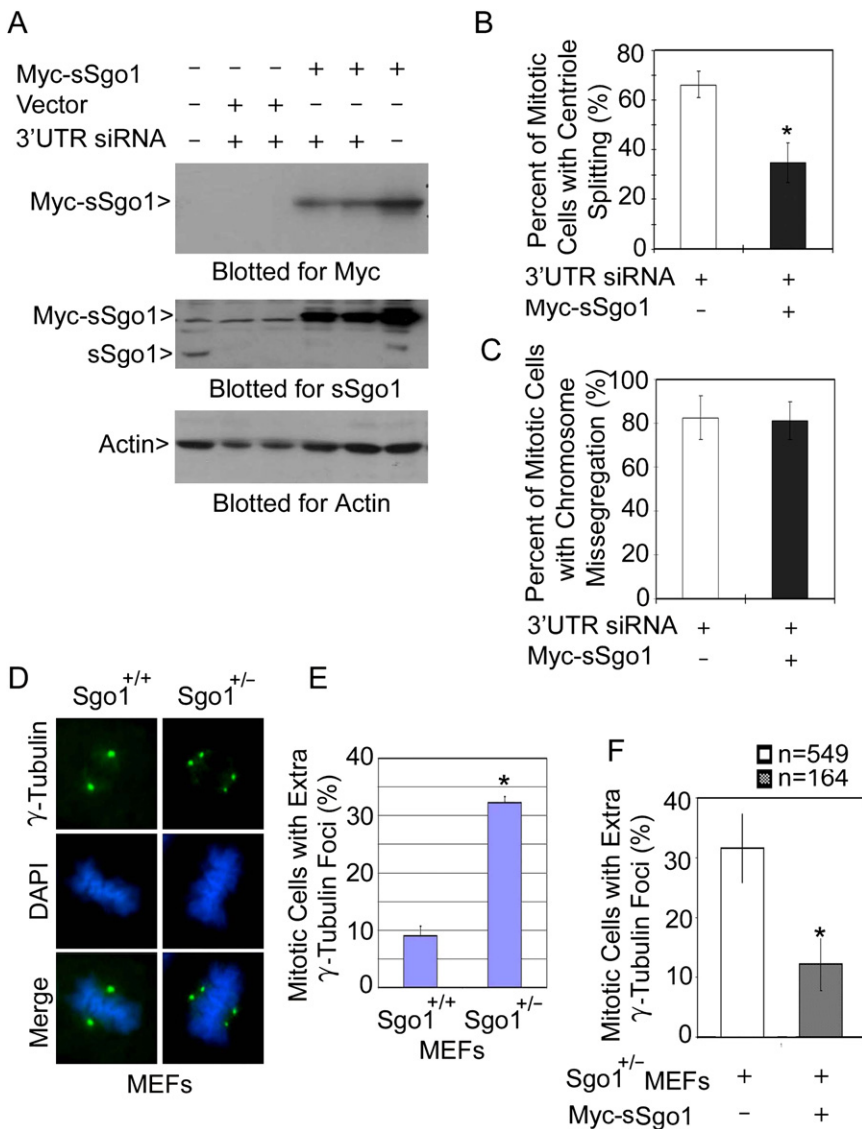 A
Myc-sSgo1 – – – + + +
Vector – + + – – –
3'UTR siRNA – + + + + –
Myc-sSgo1>
Blotted for Myc
Myc-sSgo1>
sSgo1>
Blotted for sSgo1
Actin>
Blotted for Actin
B
Percent of Mitotic
Cells with Centriole
Splitting (%)
80
60
40
20
0
*
3'UTR siRNA + +
Myc-sSgo1 – +
C
Percent of Mitotic Cells
with Chromosome
Missegregation (%)
100
80
60
40
20
0
3'UTR siRNA + +
Myc-sSgo1 – +
D
Sgo1+/+ Sgo1+/–
γ-Tubulin
DAPI
Merge
MEFs
E
Mitotic Cells with Extra
γ-Tubulin Foci (%)
40
30
20
10
0
*
Sgo1+/+ Sgo1+/–
MEFs
F
n=549
n=164
Mitotic Cells with Extra
γ-Tubulin Foci (%)
40
30
20
10
0
*
Sgo1+/– MEFs + +
Myc-sSgo1 – +